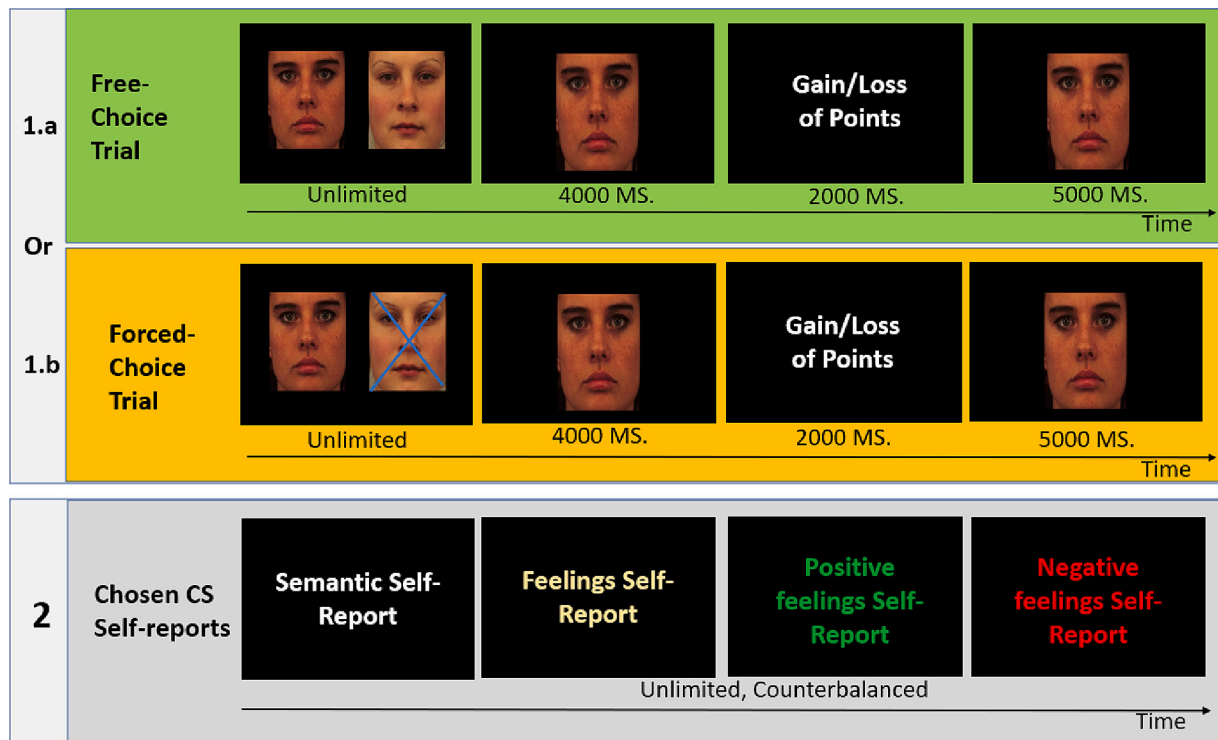 1.a
Free-
Choice
Trial
Gain/Loss
of Points
Unlimited
4000 MS.
2000 MS.
5000 MS.
Time
Or
1.b
Forced-
Choice
Trial
Gain/Loss
of Points
Unlimited
4000 MS.
2000 MS.
5000 MS.
Time
2
Chosen CS
Self-reports
Semantic Self-
Report
Feelings Self-
Report
Positive
feelings Self-
Report
Negative
feelings Self-
Report
Unlimited, Counterbalanced
Time